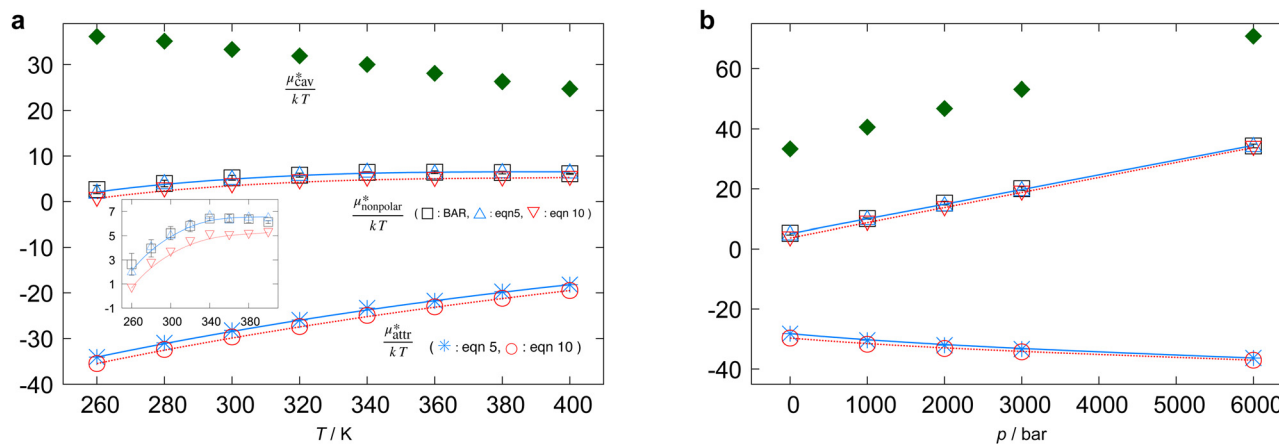 a
30
20
10
0
-10
-20
-30
-40
260 280 300 320 340 360 380 400
T / K
μ*cav
kT
μ*nonpolar
kT
( □ : BAR, △ : eqn5, ▽ : eqn 10 )
μ*attr
kT
( ✳ : eqn 5, ○ : eqn 10 )
7
5
3
1
-1
260 300 340 380
b
60
40
20
0
-20
-40
0 1000 2000 3000 4000 5000 6000
p / bar